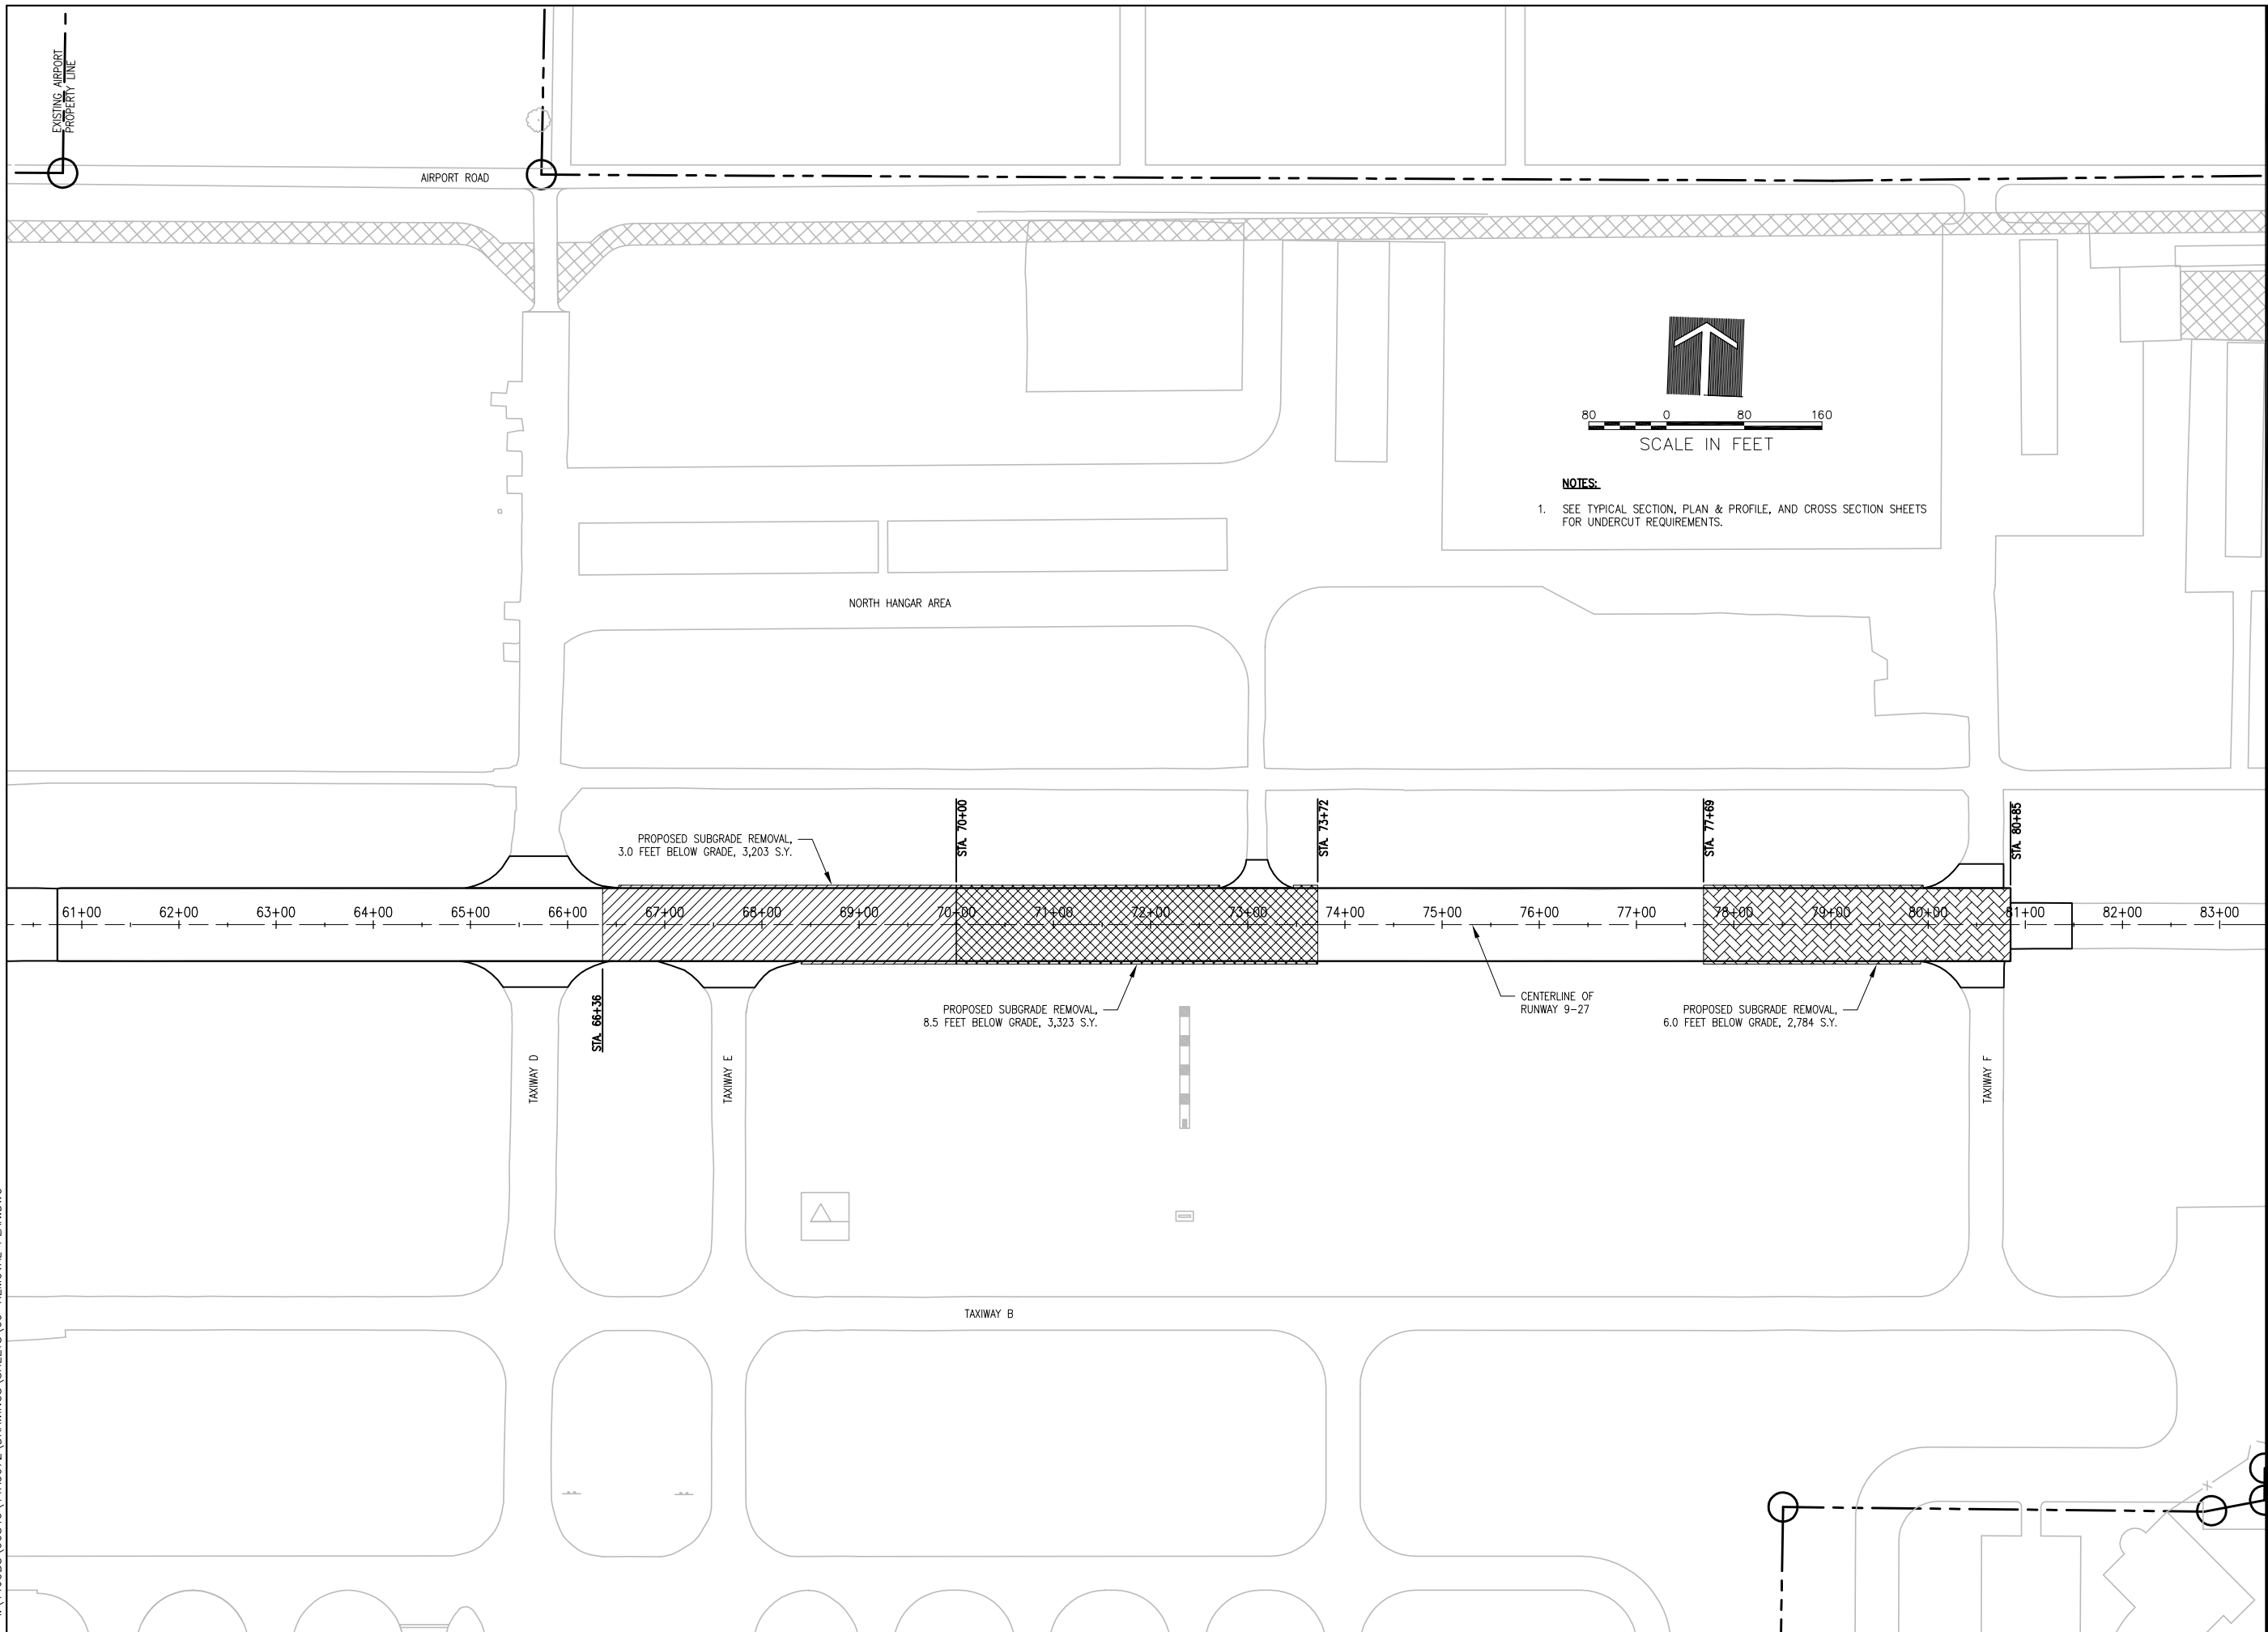 EXISTING AIRPORT
PROPERTY LINE
AIRPORT ROAD
80 0 80 160
SCALE IN FEET
NOTES:
1. SEE TYPICAL SECTION, PLAN & PROFILE, AND CROSS SECTION SHEETS
FOR UNDERCUT REQUIREMENTS.
NORTH HANGAR AREA
STA. 70+00
STA. 73+72
STA. 77+69
STA. 80+85
PROPOSED SUBGRADE REMOVAL,
3.0 FEET BELOW GRADE, 3,203 S.Y.
61+00 62+00 63+00 64+00 65+00 66+00 67+00 68+00 69+00 70+00 71+00 72+00 73+00 74+00 75+00 76+00 77+00 78+00 79+00 80+00 81+00 82+00 83+00
STA. 66+36
PROPOSED SUBGRADE REMOVAL,
8.5 FEET BELOW GRADE, 3,323 S.Y.
CENTERLINE OF
RUNWAY 9-27
PROPOSED SUBGRADE REMOVAL,
6.0 FEET BELOW GRADE, 2,784 S.Y.
TAXIWAY D
TAXIWAY E
TAXIWAY F
TAXIWAY B